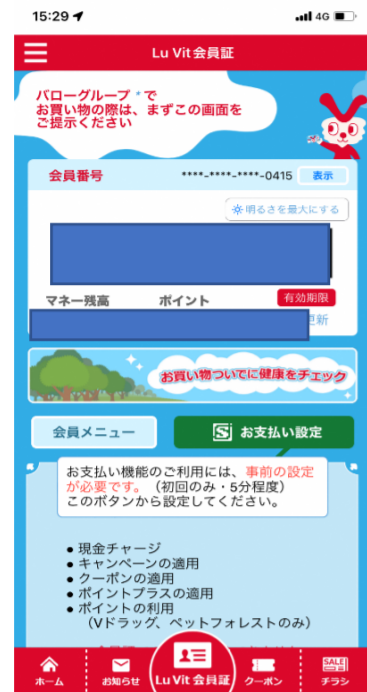 15:29
4G
Lu Vit会員証
バローグループ*で
お買い物の際は、まずこの画面を
ご提示ください
会員番号 ****-****-****-0415 表示
明るさを最大にする
マネー残高 ポイント 有効期限
更新
お買い物ついでに健康をチェック
会員メニュー
S お支払い設定
お支払い機能のご利用には、事前の設定
が必要です。（初回のみ・5分程度）
このボタンから設定してください。
●現金チャージ
●キャンペーンの適用
●クーポンの適用
●ポイントプラスの適用
●ポイントの利用
（Vドラッグ、ペットフォレストのみ）
ホーム お知らせ Lu Vit会員証 クーポン SALE チラシ